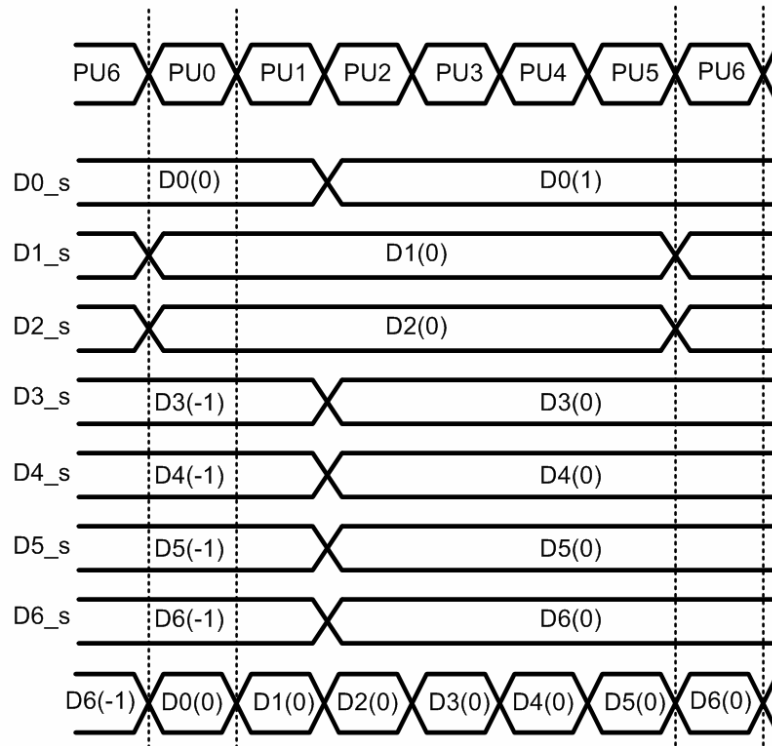 PU6 PU0 PU1 PU2 PU3 PU4 PU5 PU6
D0_s D0(0) D0(1)
D1_s D1(0)
D2_s D2(0)
D3_s D3(-1) D3(0)
D4_s D4(-1) D4(0)
D5_s D5(-1) D5(0)
D6_s D6(-1) D6(0)
D6(-1) D0(0) D1(0) D2(0) D3(0) D4(0) D5(0) D6(0)